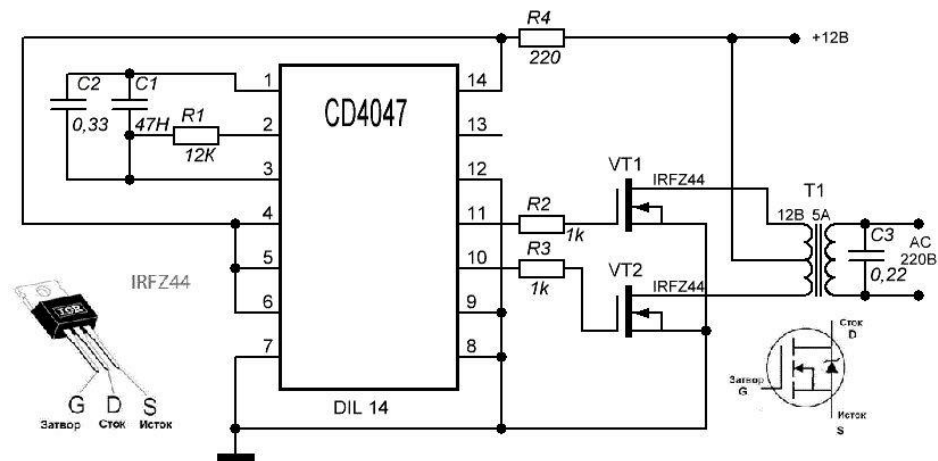 R4
220
+12В
C2
C1
0,33
47Н
R1
12К
1
2
3
4
5
6
7
CD4047
14
13
12
11
10
9
8
DIL 14
R2
1k
R3
1k
VT1
IRFZ44
VT2
IRFZ44
T1
12В 5А
C3
0,22
AC
220В
IRFZ44
IOR
G D S
Затвор Сток Исток
Сток
D
Затвор
G
Исток
S